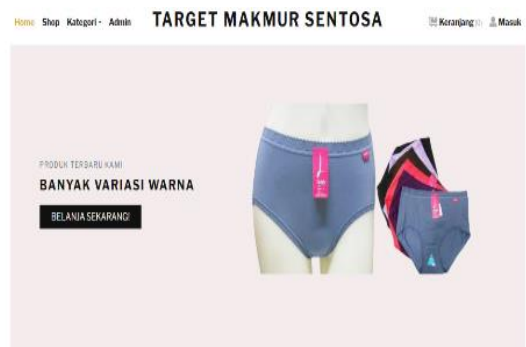 Home Shop Kategori Admin TARGET MAKMUR SENTOSA Keranjang Masuk
PRODUK TERBARU KAMI
BANYAK VARIASI WARNA
BELANJA SEKARANG!